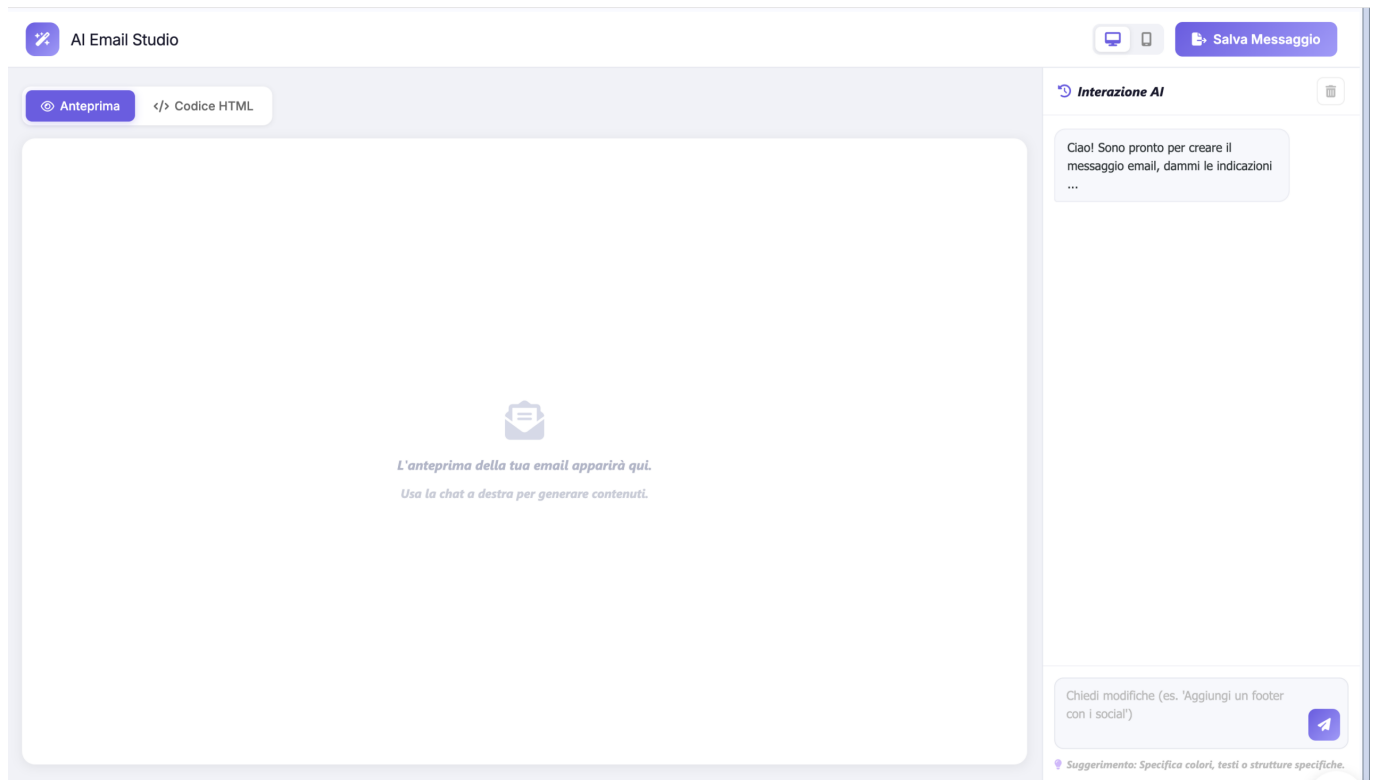 AI Email Studio
Salva Messaggio
Anteprima
</> Codice HTML
Interazione AI
Ciao! Sono pronto per creare il
messaggio email, dammi le indicazioni
...
L'anteprima della tua email apparirà qui.
Usa la chat a destra per generare contenuti.
Chiedi modifiche (es. 'Aggiungi un footer
con i social')
Suggerimento: Specifica colori, testi o strutture specifiche.